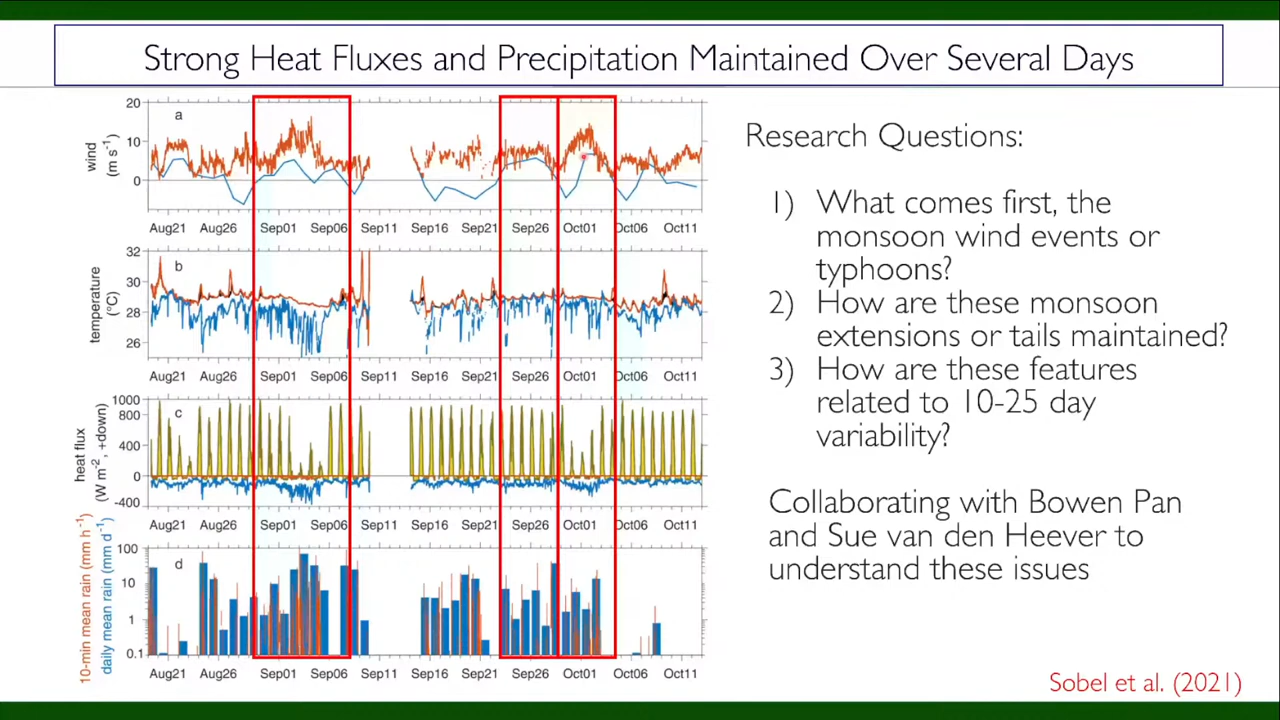 Strong Heat Fluxes and Precipitation Maintained Over Several Days
a
wind
(m s⁻¹)
20
10
0
Aug21 Aug26 Sep01 Sep06 Sep11 Sep16 Sep21 Sep26 Oct01 Oct06 Oct11
b
temperature
(°C)
32
30
28
26
Aug21 Aug26 Sep01 Sep06 Sep11 Sep16 Sep21 Sep26 Oct01 Oct06 Oct11
c
heat flux
(W m⁻², +down)
1000
800
400
0
-400
Aug21 Aug26 Sep01 Sep06 Sep11 Sep16 Sep21 Sep26 Oct01 Oct06 Oct11
d
10-min mean rain (mm h⁻¹)
daily mean rain (mm d⁻¹)
100
10
1
0.1
Aug21 Aug26 Sep01 Sep06 Sep11 Sep16 Sep21 Sep26 Oct01 Oct06 Oct11
Research Questions:
1) What comes first, the
monsoon wind events or
typhoons?
2) How are these monsoon
extensions or tails maintained?
3) How are these features
related to 10-25 day
variability?
Collaborating with Bowen Pan
and Sue van den Heever to
understand these issues
Sobel et al. (2021)